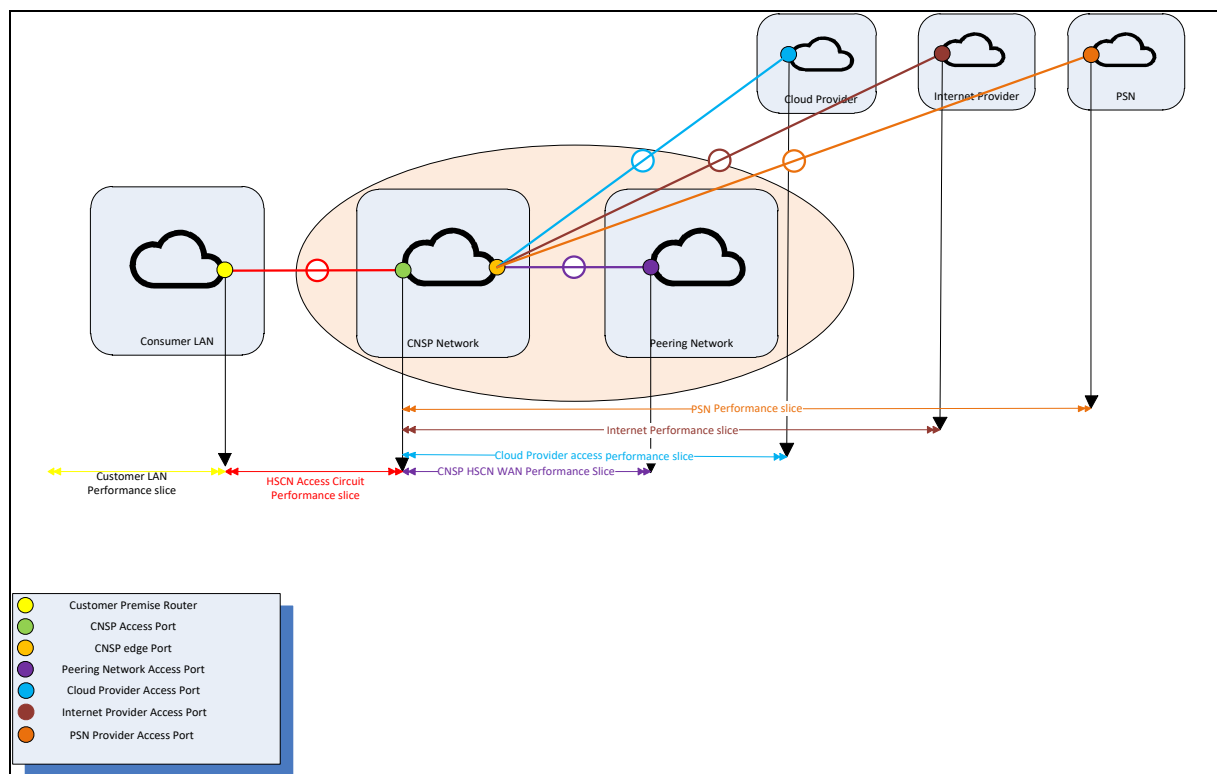 Cloud Provider
Internet Provider
PSN
Consumer LAN
CNSP Network
Peering Network
PSN Performance slice
Internet Performance slice
Cloud Provider access performance slice
CNSP HSCN WAN Performance Slice
Customer LAN
Performance slice
HSCN Access Circuit
Performance slice
Customer Premise Router
CNSP Access Port
CNSP edge Port
Peering Network Access Port
Cloud Provider Access Port
Internet Provider Access Port
PSN Provider Access Port